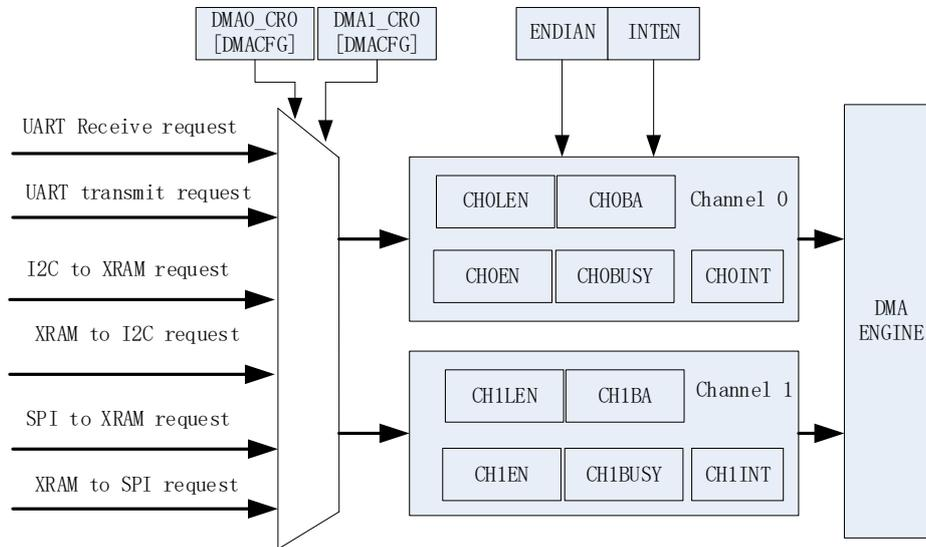 DMA0_CR0
[DMACFG]
DMA1_CR0
[DMACFG]
ENDIAN
INTEN
UART Receive request
UART transmit request
I2C to XRAM request
XRAM to I2C request
SPI to XRAM request
XRAM to SPI request
CH0LEN
CH0BA
Channel 0
CH0EN
CH0BUSY
CH0INT
CH1LEN
CH1BA
Channel 1
CH1EN
CH1BUSY
CH1INT
DMA
ENGINE